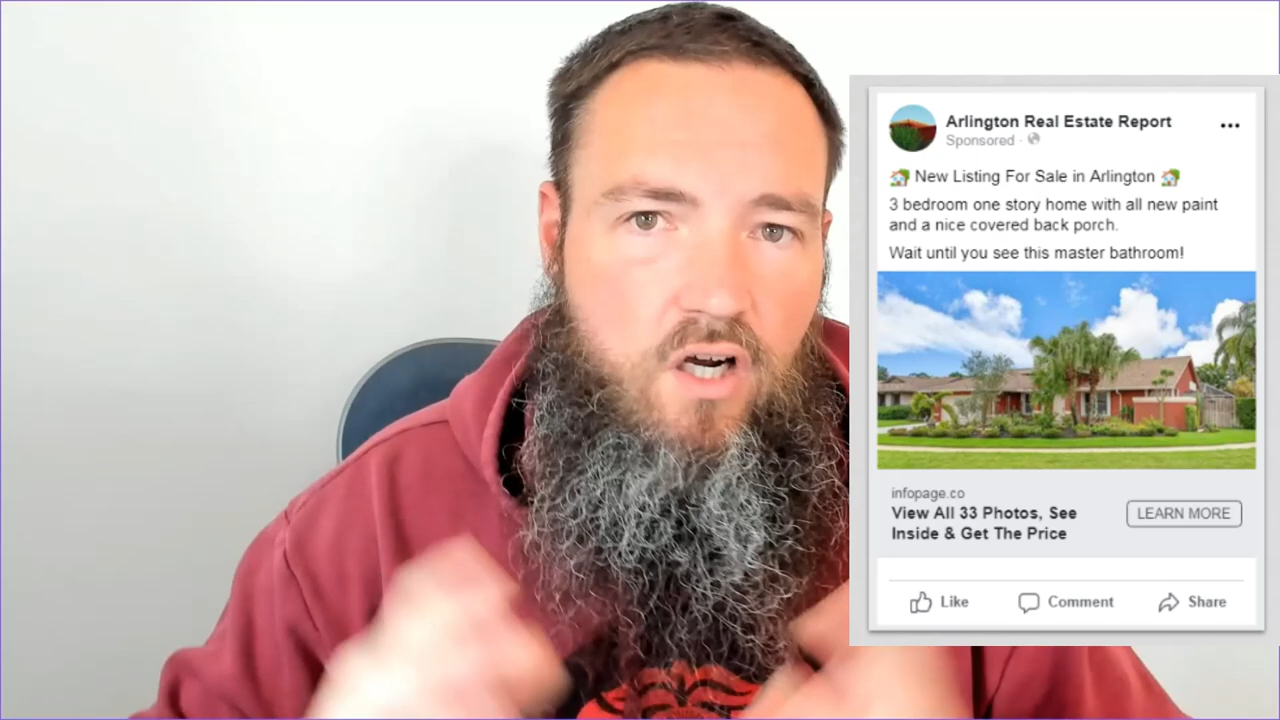 Arlington Real Estate Report
Sponsored ·
New Listing For Sale in Arlington
3 bedroom one story home with all new paint
and a nice covered back porch.
Wait until you see this master bathroom!
infopage.co
View All 33 Photos, See
Inside & Get The Price
LEARN MORE
Like
Comment
Share